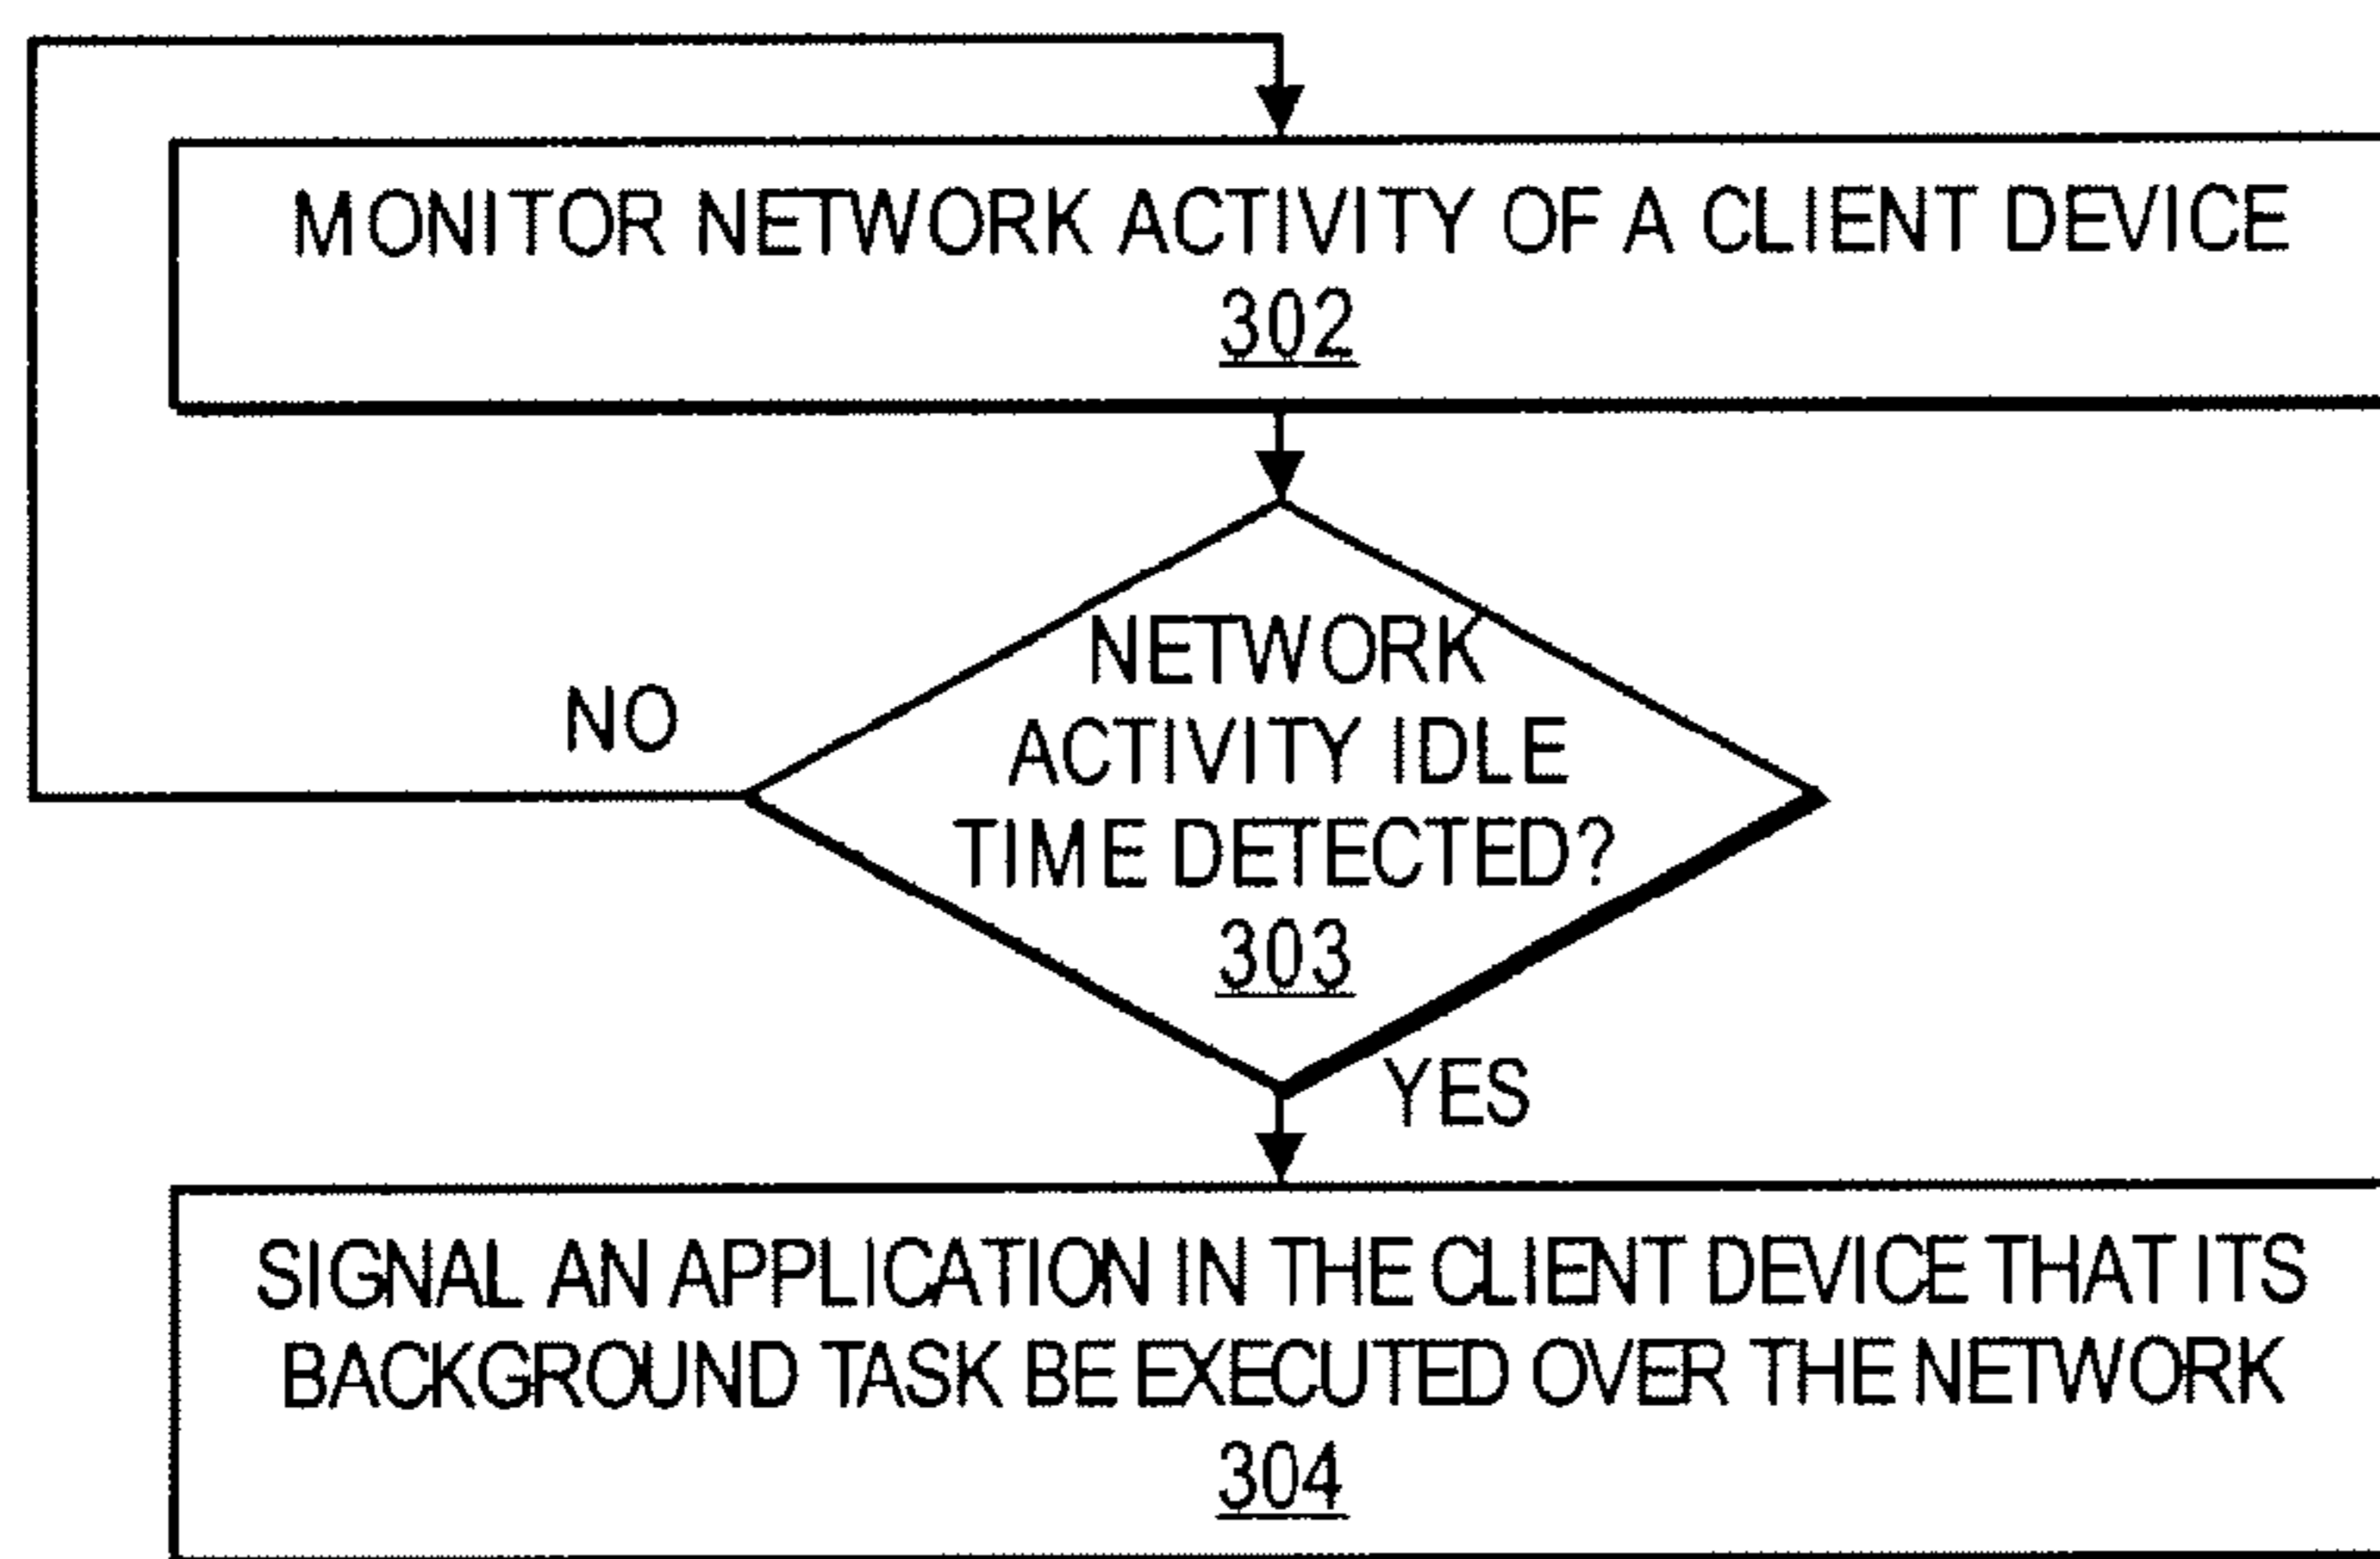 MONITOR NETWORK ACTIVITY OF A CLIENT DEVICE
302
NETWORK
ACTIVITY IDLE
TIME DETECTED?
303
NO
YES
SIGNAL AN APPLICATION IN THE CLIENT DEVICE THAT ITS
BACKGROUND TASK BE EXECUTED OVER THE NETWORK
304